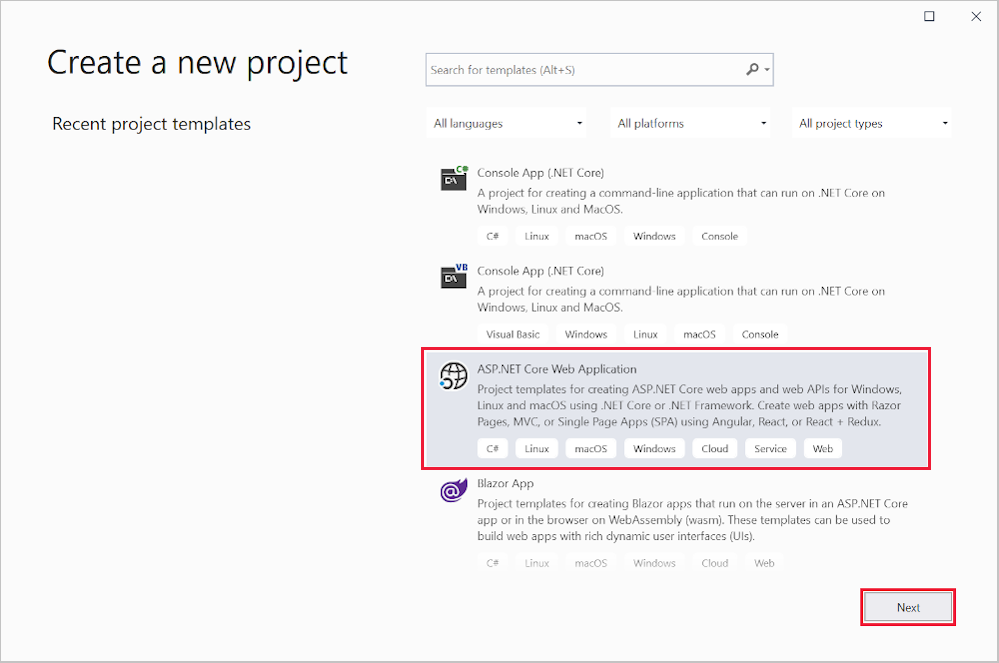 Create a new project
Search for templates (Alt+S)
Recent project templates
All languages
All platforms
All project types
C#
Console App (.NET Core)
A project for creating a command-line application that can run on .NET Core on
Windows, Linux and MacOS.
C# Linux macOS Windows Console
VB
Console App (.NET Core)
A project for creating a command-line application that can run on .NET Core on
Windows, Linux and MacOS.
Visual Basic Windows Linux macOS Console
ASP.NET Core Web Application
Project templates for creating ASP.NET Core web apps and web APIs for Windows,
Linux and macOS using .NET Core or .NET Framework. Create web apps with Razor
Pages, MVC, or Single Page Apps (SPA) using Angular, React, or React + Redux.
C# Linux macOS Windows Cloud Service Web
Blazor App
Project templates for creating Blazor apps that run on the server in an ASP.NET Core
app or in the browser on WebAssembly (wasm). These templates can be used to
build web apps with rich dynamic user interfaces (UIs).
C# Linux macOS Windows Cloud Web
Next